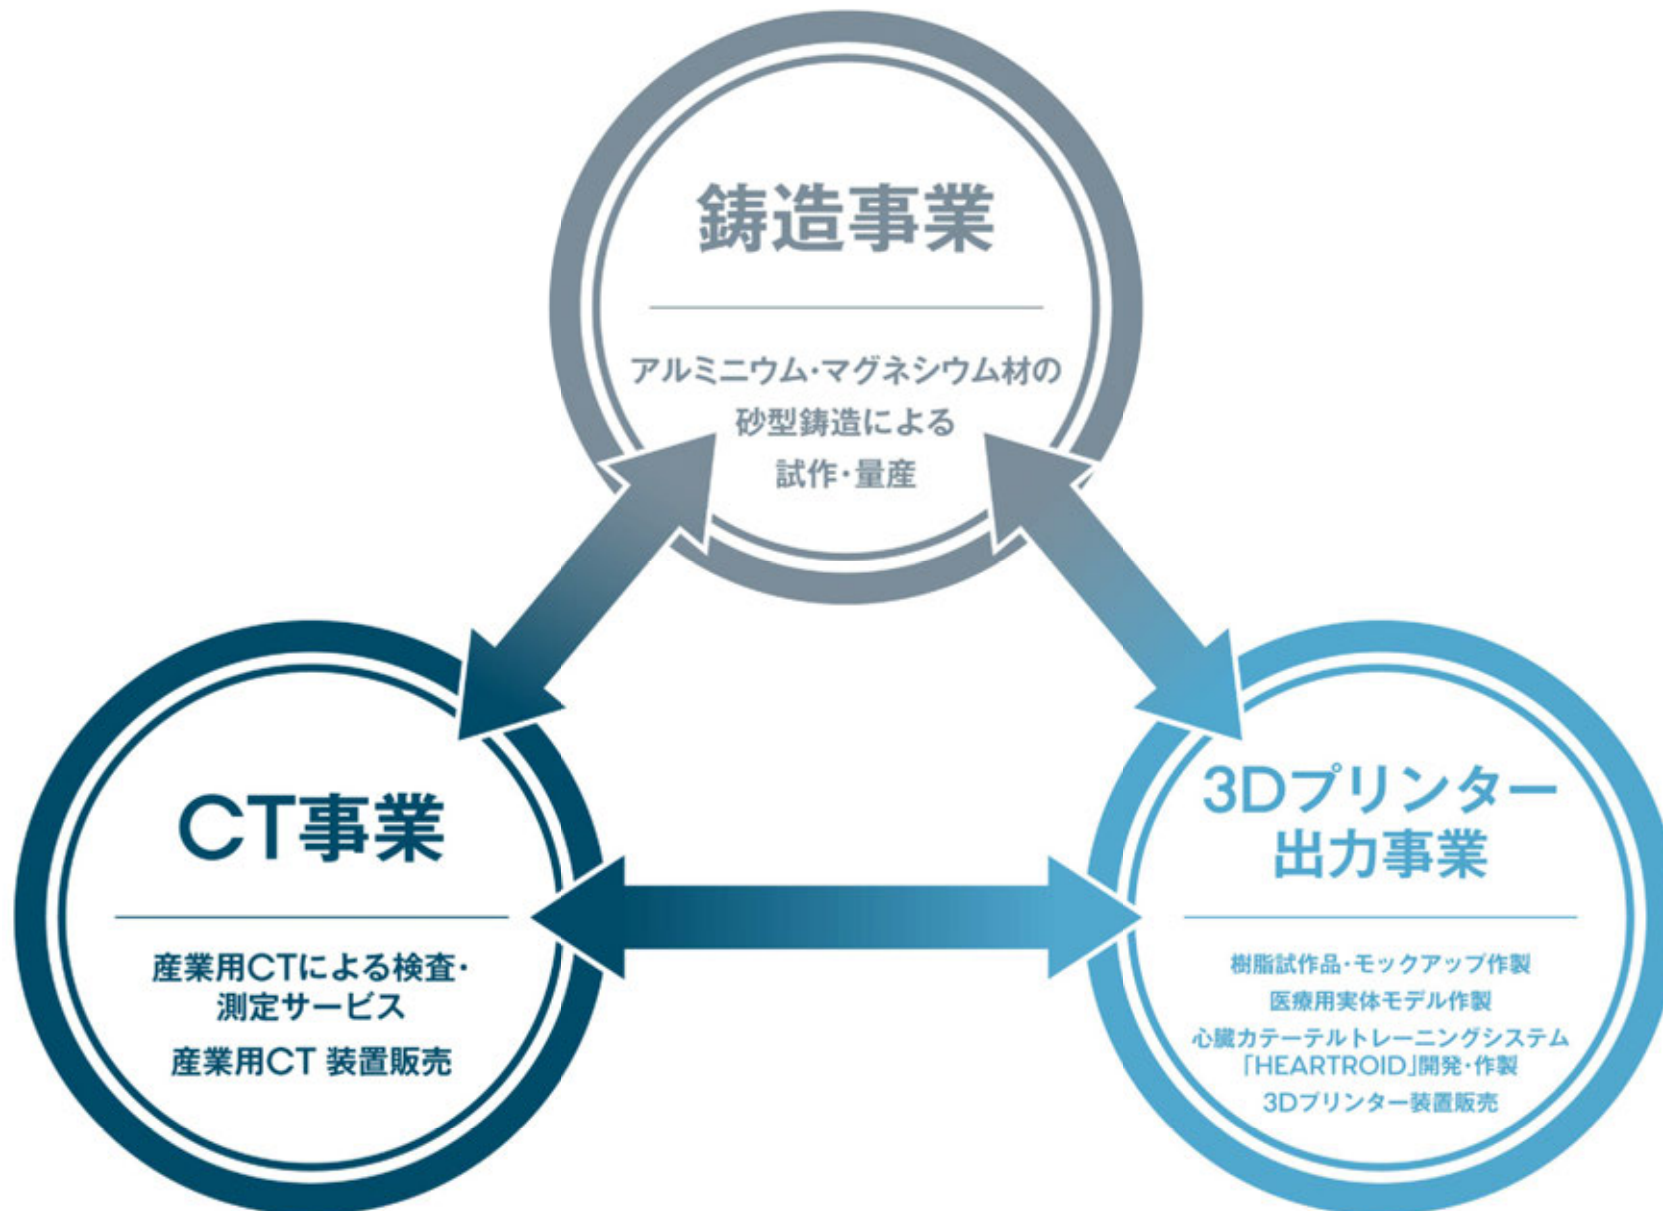 鋳造事業
アルミニウム・マグネシウム材の
砂型鋳造による
試作・量産
CT事業
産業用CTによる検査・
測定サービス
産業用CT 装置販売
3Dプリンター
出力事業
樹脂試作品・モックアップ作製
医療用実体モデル作製
心臓カテーテルトレーニングシステム
「HEARTROID」開発・作製
3Dプリンター装置販売